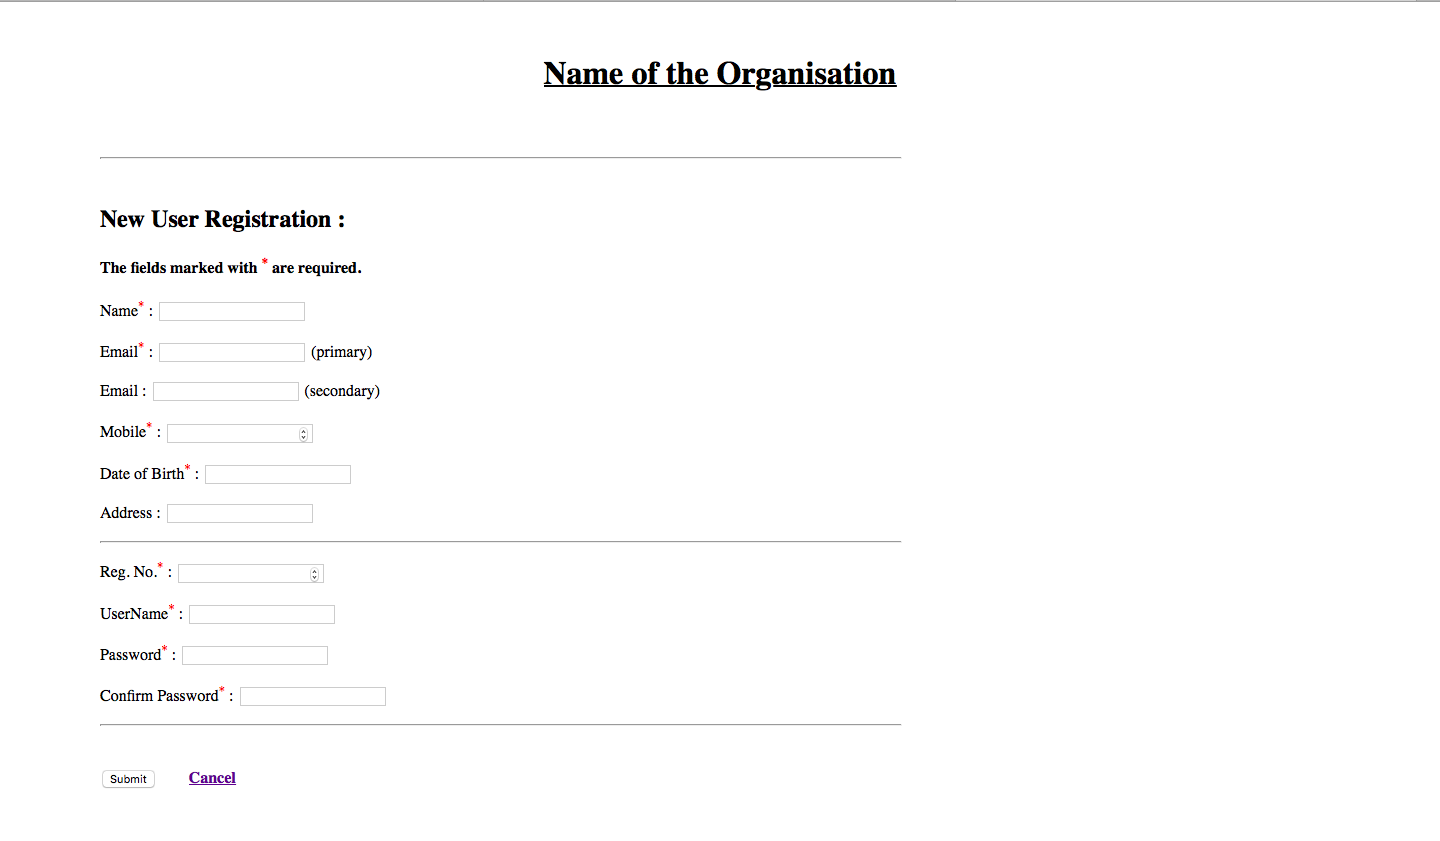 Name of the Organisation
New User Registration :
The fields marked with * are required.
Name* :
Email* : (primary)
Email : (secondary)
Mobile* :
Date of Birth* :
Address :
Reg. No.* :
UserName* :
Password* :
Confirm Password* :
Submit Cancel